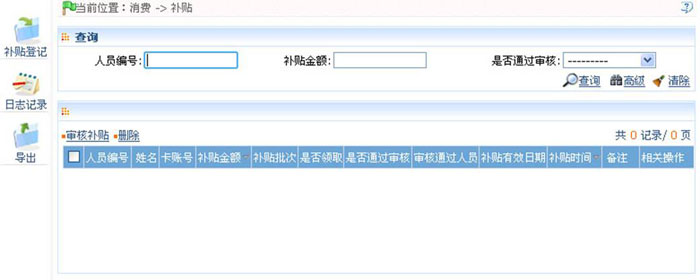 当前位置：消费 -> 补贴
补贴登记
日志记录
导出
查询
人员编号: 补贴金额: 是否通过审核: ---------
查询 高级 清除
审核补贴 删除 共 0 记录/ 0 页
人员编号 姓名 卡账号 补贴金额 补贴批次 是否领取 是否通过审核 审核通过人员 补贴有效日期 补贴时间 备注 相关操作